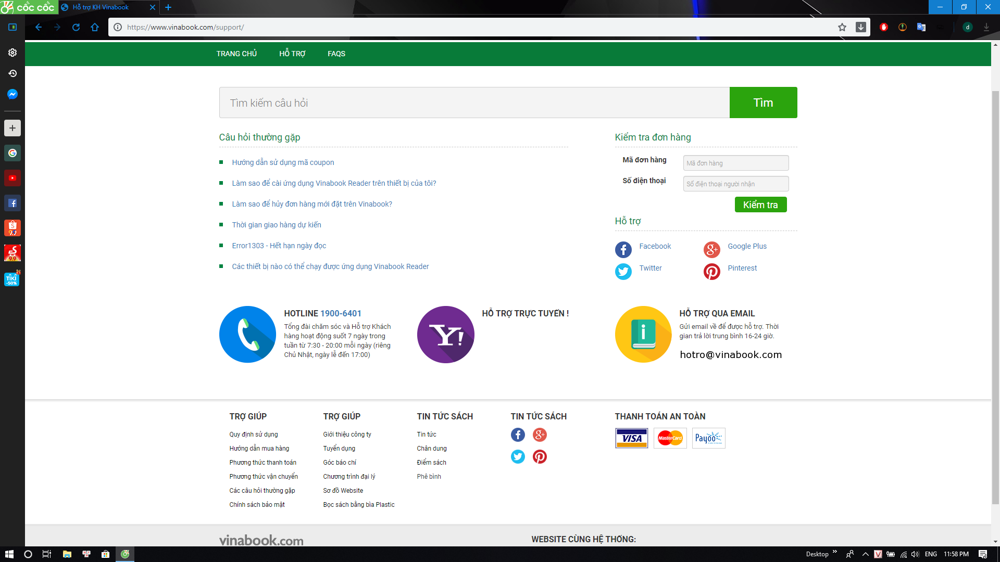 cốc cốc
Hỗ trợ KH Vinabook
https://www.vinabook.com/support/
d
TRANG CHỦ HỖ TRỢ FAQS
Tìm kiếm câu hỏi
Tìm
Câu hỏi thường gặp
Hướng dẫn sử dụng mã coupon
Làm sao để cài ứng dụng Vinabook Reader trên thiết bị của tôi?
Làm sao để hủy đơn hàng mới đặt trên Vinabook?
Thời gian giao hàng dự kiến
Error1303 - Hết hạn ngày đọc
Các thiết bị nào có thể chạy được ứng dụng Vinabook Reader
Kiểm tra đơn hàng
Mã đơn hàng
Mã đơn hàng
Số điện thoại
Số điện thoại người nhận
Kiểm tra
Hỗ trợ
Facebook
Google Plus
Twitter
Pinterest
9.9
9.9
TIKI
-50%
HOTLINE 1900-6401
Tổng đài chăm sóc và Hỗ trợ Khách
hàng hoạt động suốt 7 ngày trong
tuần từ 7:30 - 20:00 mỗi ngày (riêng
Chủ Nhật, ngày lễ đến 17:00)
Y!
HỖ TRỢ TRỰC TUYẾN !
HỖ TRỢ QUA EMAIL
Gửi email về để được hỗ trợ. Thời
gian trả lời trung bình 16-24 giờ.
hotro@vinabook.com
TRỢ GIÚP
Quy định sử dụng
Hướng dẫn mua hàng
Phương thức thanh toán
Phương thức vận chuyển
Các câu hỏi thường gặp
Chính sách bảo mật
TRỢ GIÚP
Giới thiệu công ty
Tuyển dụng
Góc báo chí
Chương trình đại lý
Sơ đồ Website
Bọc sách bằng bìa Plastic
TIN TỨC SÁCH
Tin tức
Chân dung
Điểm sách
Phê bình
TIN TỨC SÁCH
THANH TOÁN AN TOÀN
VISA
MasterCard
Payoo
vinabook.com
WEBSITE CÙNG HỆ THỐNG:
Desktop
ENG
11:58 PM